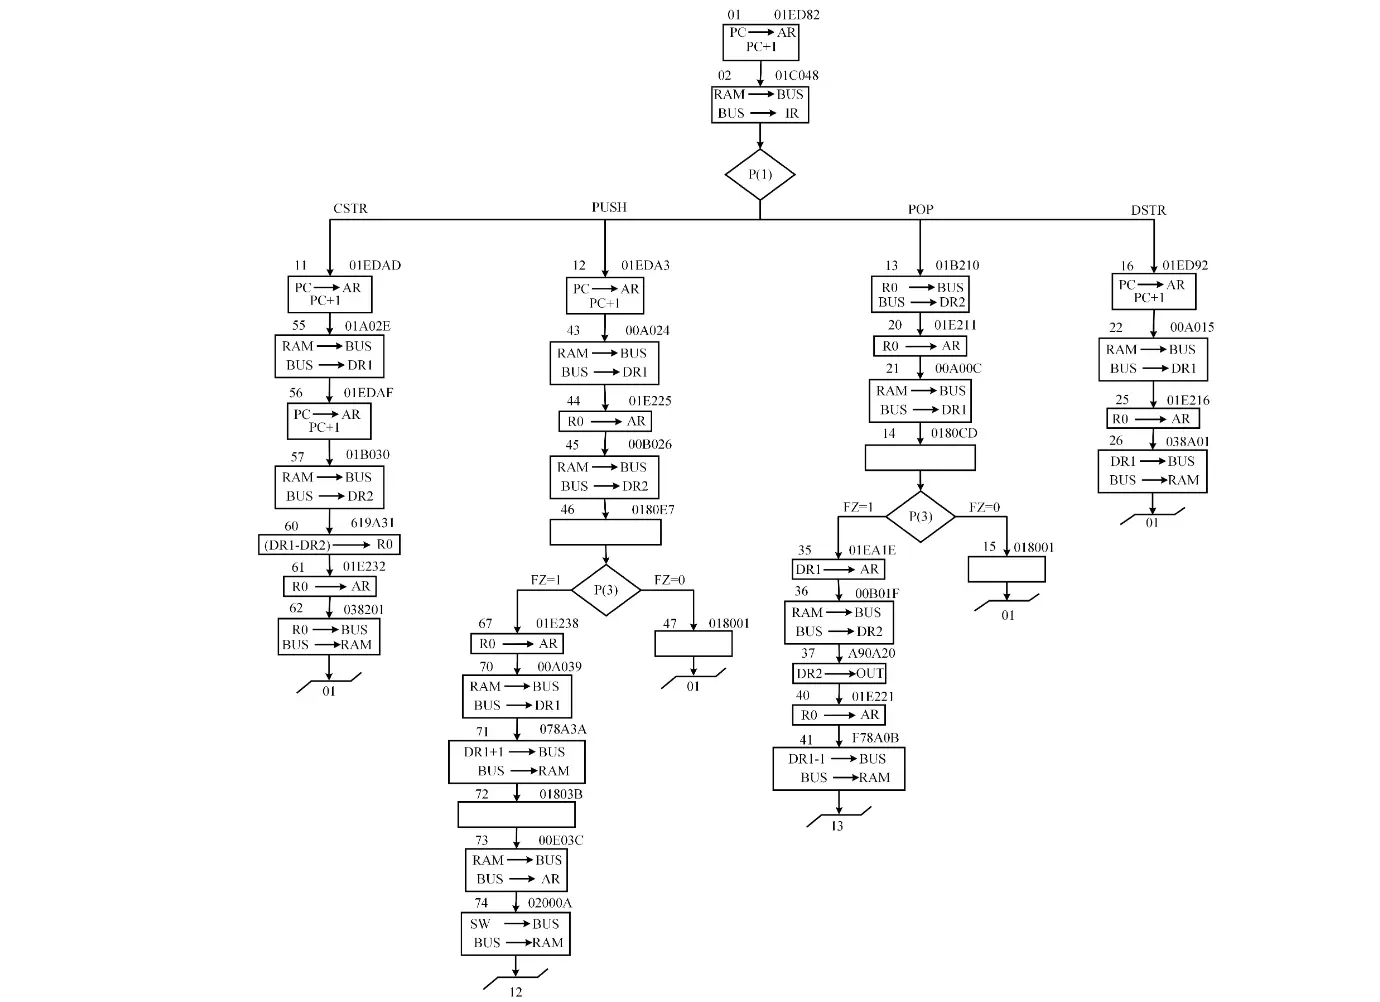 01 01ED82
PC → AR
PC+1
02 01C048
RAM → BUS
BUS → IR
P(1)
CSTR PUSH POP DSTR
11 01EDAD
PC → AR
PC+1
55 01A02E
RAM → BUS
BUS → DR1
56 01EDAF
PC → AR
PC+1
57 01B030
RAM → BUS
BUS → DR2
60 619A31
(DR1-DR2) → R0
61 01E232
R0 → AR
62 038201
R0 → BUS
BUS → RAM
01
12 01EDA3
PC → AR
PC+1
43 00A024
RAM → BUS
BUS → DR1
44 01E225
R0 → AR
45 00B026
RAM → BUS
BUS → DR2
46 0180E7
P(3)
FZ=1 FZ=0
67 01E238
R0 → AR
70 00A039
RAM → BUS
BUS → DR1
71 078A3A
DR1+1 → BUS
BUS → RAM
72 01803B
73 00E03C
RAM → BUS
BUS → AR
74 02000A
SW → BUS
BUS → RAM
12
47 018001
01
13 01B210
R0 → BUS
BUS → DR2
20 01E211
R0 → AR
21 00A00C
RAM → BUS
BUS → DR1
14 0180CD
P(3)
FZ=1 FZ=0
35 01EA1E
DR1 → AR
36 00B01F
RAM → BUS
BUS → DR2
37 A90A20
DR2 → OUT
40 01E221
R0 → AR
41 F78A0B
DR1-1 → BUS
BUS → RAM
13
15 018001
01
16 01ED92
PC → AR
PC+1
22 00A015
RAM → BUS
BUS → DR1
25 01E216
R0 → AR
26 038A01
DR1 → BUS
BUS → RAM
01